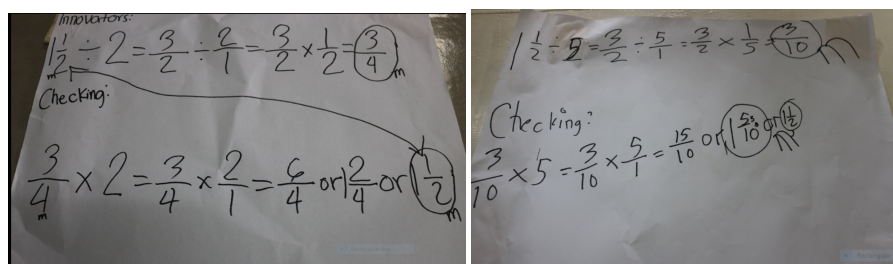 Innovators:
1 1/2 ÷ 2 = 3/2 ÷ 2/1 = 3/2 × 1/2 = 3/4 m
m
Checking:
3/4 × 2 = 3/4 × 2/1 = 6/4 or 1 2/4 or 1 1/2 m
m
1 1/2 ÷ 5 = 3/2 ÷ 5/1 = 3/2 × 1/5 = 3/10 m
Checking:
3/10 × 5 = 3/10 × 5/1 = 15/10 or 1 5/10 or 1 1/2
m